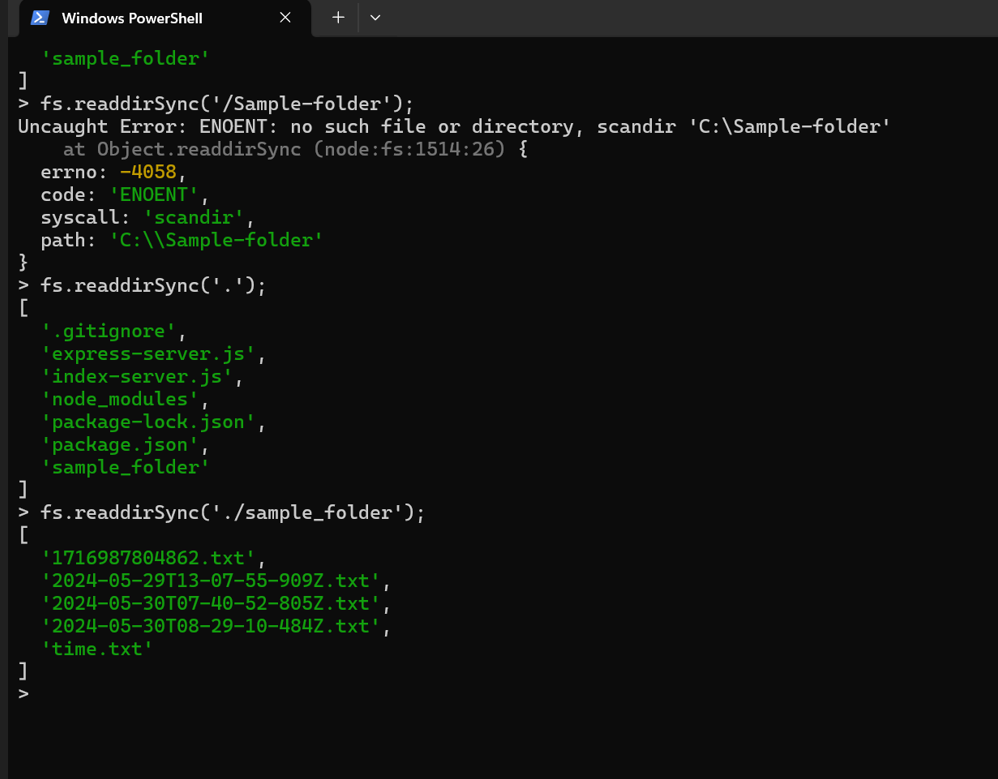 Windows PowerShell
'sample_folder'
]
> fs.readdirSync('/Sample-folder');
Uncaught Error: ENOENT: no such file or directory, scandir 'C:\Sample-folder'
    at Object.readdirSync (node:fs:1514:26) {
  errno: -4058,
  code: 'ENOENT',
  syscall: 'scandir',
  path: 'C:\\Sample-folder'
}
> fs.readdirSync('.');
[
  '.gitignore',
  'express-server.js',
  'index-server.js',
  'node_modules',
  'package-lock.json',
  'package.json',
  'sample_folder'
]
> fs.readdirSync('./sample_folder');
[
  '1716987804862.txt',
  '2024-05-29T13-07-55-909Z.txt',
  '2024-05-30T07-40-52-805Z.txt',
  '2024-05-30T08-29-10-484Z.txt',
  'time.txt'
]
>